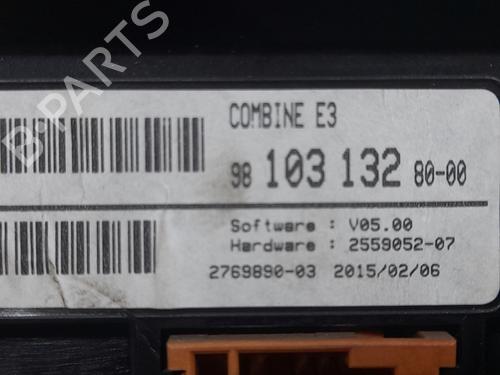 COMBINE E3
98 103 132 80-00
Software : V05.00
Hardware : 2559052-07
2769890-03 2015/02/06
B-PARTS